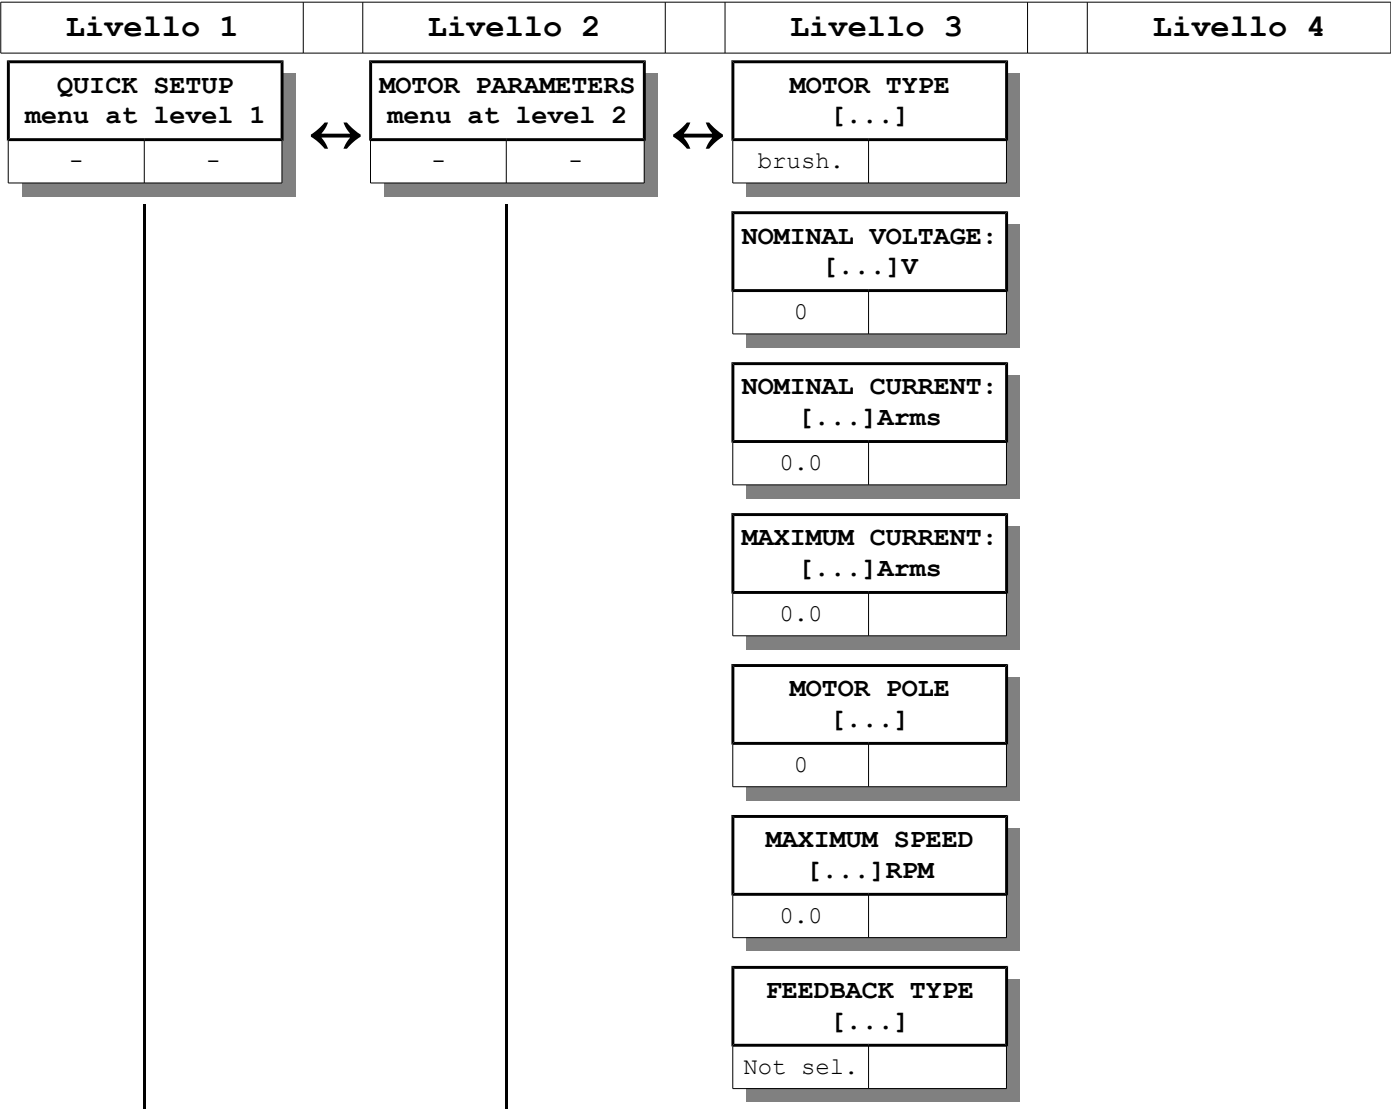 Livello 1
Livello 2
Livello 3
Livello 4
QUICK SETUP
menu at level 1
-
-
MOTOR PARAMETERS
menu at level 2
-
-
MOTOR TYPE
[...]
brush.
NOMINAL VOLTAGE:
[...]V
0
NOMINAL CURRENT:
[...]Arms
0.0
MAXIMUM CURRENT:
[...]Arms
0.0
MOTOR POLE
[...]
0
MAXIMUM SPEED
[...]RPM
0.0
FEEDBACK TYPE
[...]
Not sel.